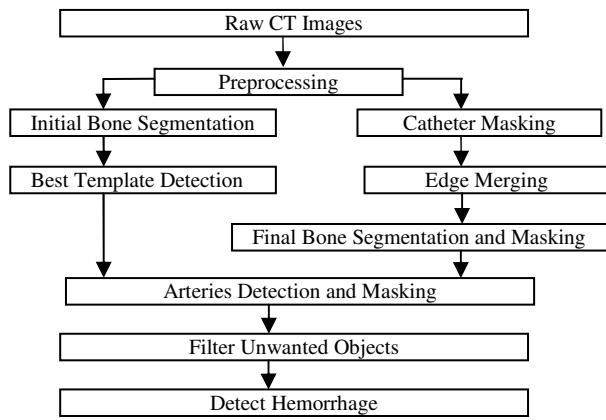 Raw CT Images
Preprocessing
Initial Bone Segmentation
Catheter Masking
Best Template Detection
Edge Merging
Final Bone Segmentation and Masking
Arteries Detection and Masking
Filter Unwanted Objects
Detect Hemorrhage